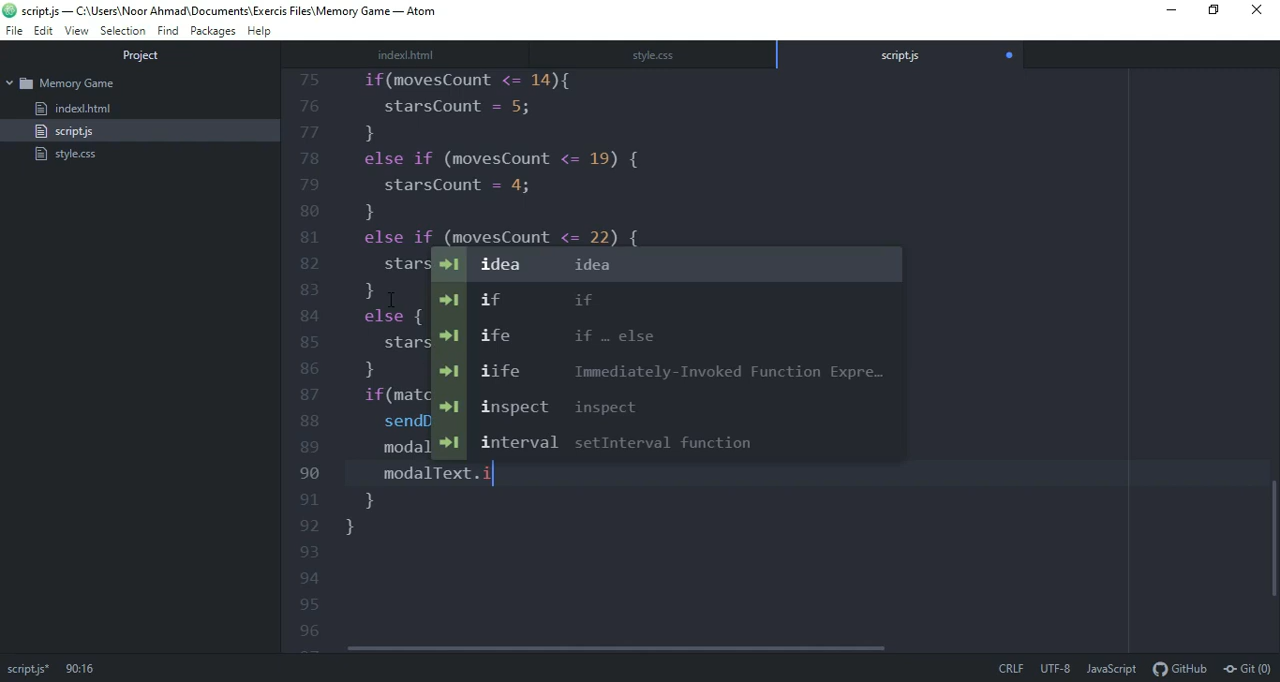 script.js — C:\Users\Noor Ahmad\Documents\Exercis Files\Memory Game — Atom
File Edit View Selection Find Packages Help
Project
indexl.html
style.css
script.js
Memory Game
indexl.html
script.js
style.css
75 if(movesCount <= 14){
76 starsCount = 5;
77 }
78 else if (movesCount <= 19) {
79 starsCount = 4;
80 }
81 else if (movesCount <= 22) {
82 stars
83 }
84 else {
85 stars
86 }
87 if(matc
88 sendD
89 modal
90 modalText.i
91 }
92 }
93
94
95
96
idea idea
if if
ife if … else
iife Immediately-Invoked Function Expre…
inspect inspect
interval setInterval function
script.js* 90:16 CRLF UTF-8 JavaScript GitHub Git (0)